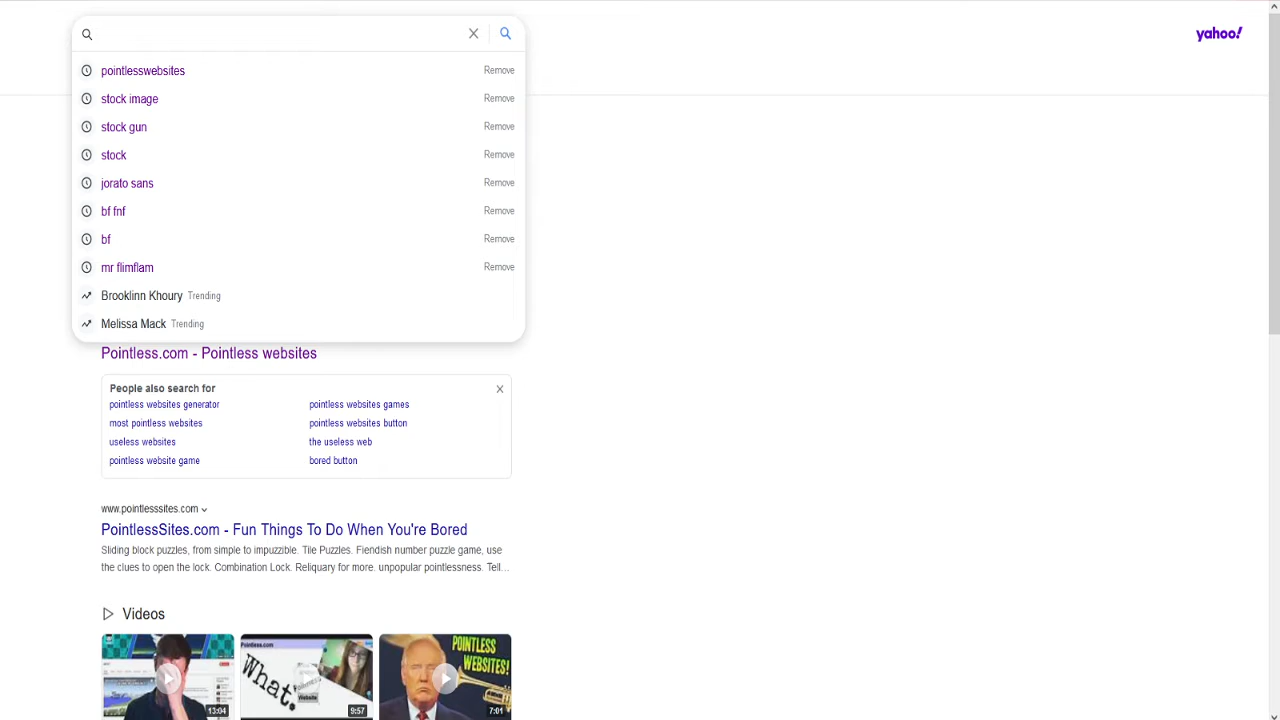 yahoo!
pointlesswebsites Remove
stock image Remove
stock gun Remove
stock Remove
jorato sans Remove
bf fnf Remove
bf Remove
mr flimflam Remove
Brooklinn Khoury Trending
Melissa Mack Trending
Pointless.com - Pointless websites
People also search for
pointless websites generator pointless websites games
most pointless websites pointless websites button
useless websites the useless web
pointless website game bored button
www.pointlesssites.com
PointlessSites.com - Fun Things To Do When You're Bored
Sliding block puzzles, from simple to impuzzible. Tile Puzzles. Fiendish number puzzle game, use
the clues to open the lock. Combination Lock. Reliquary for more. unpopular pointlessness. Tell...
Videos
13:04
Pointless.com
What.
Website
9:57
POINTLESS
WEBSITES!
7:01